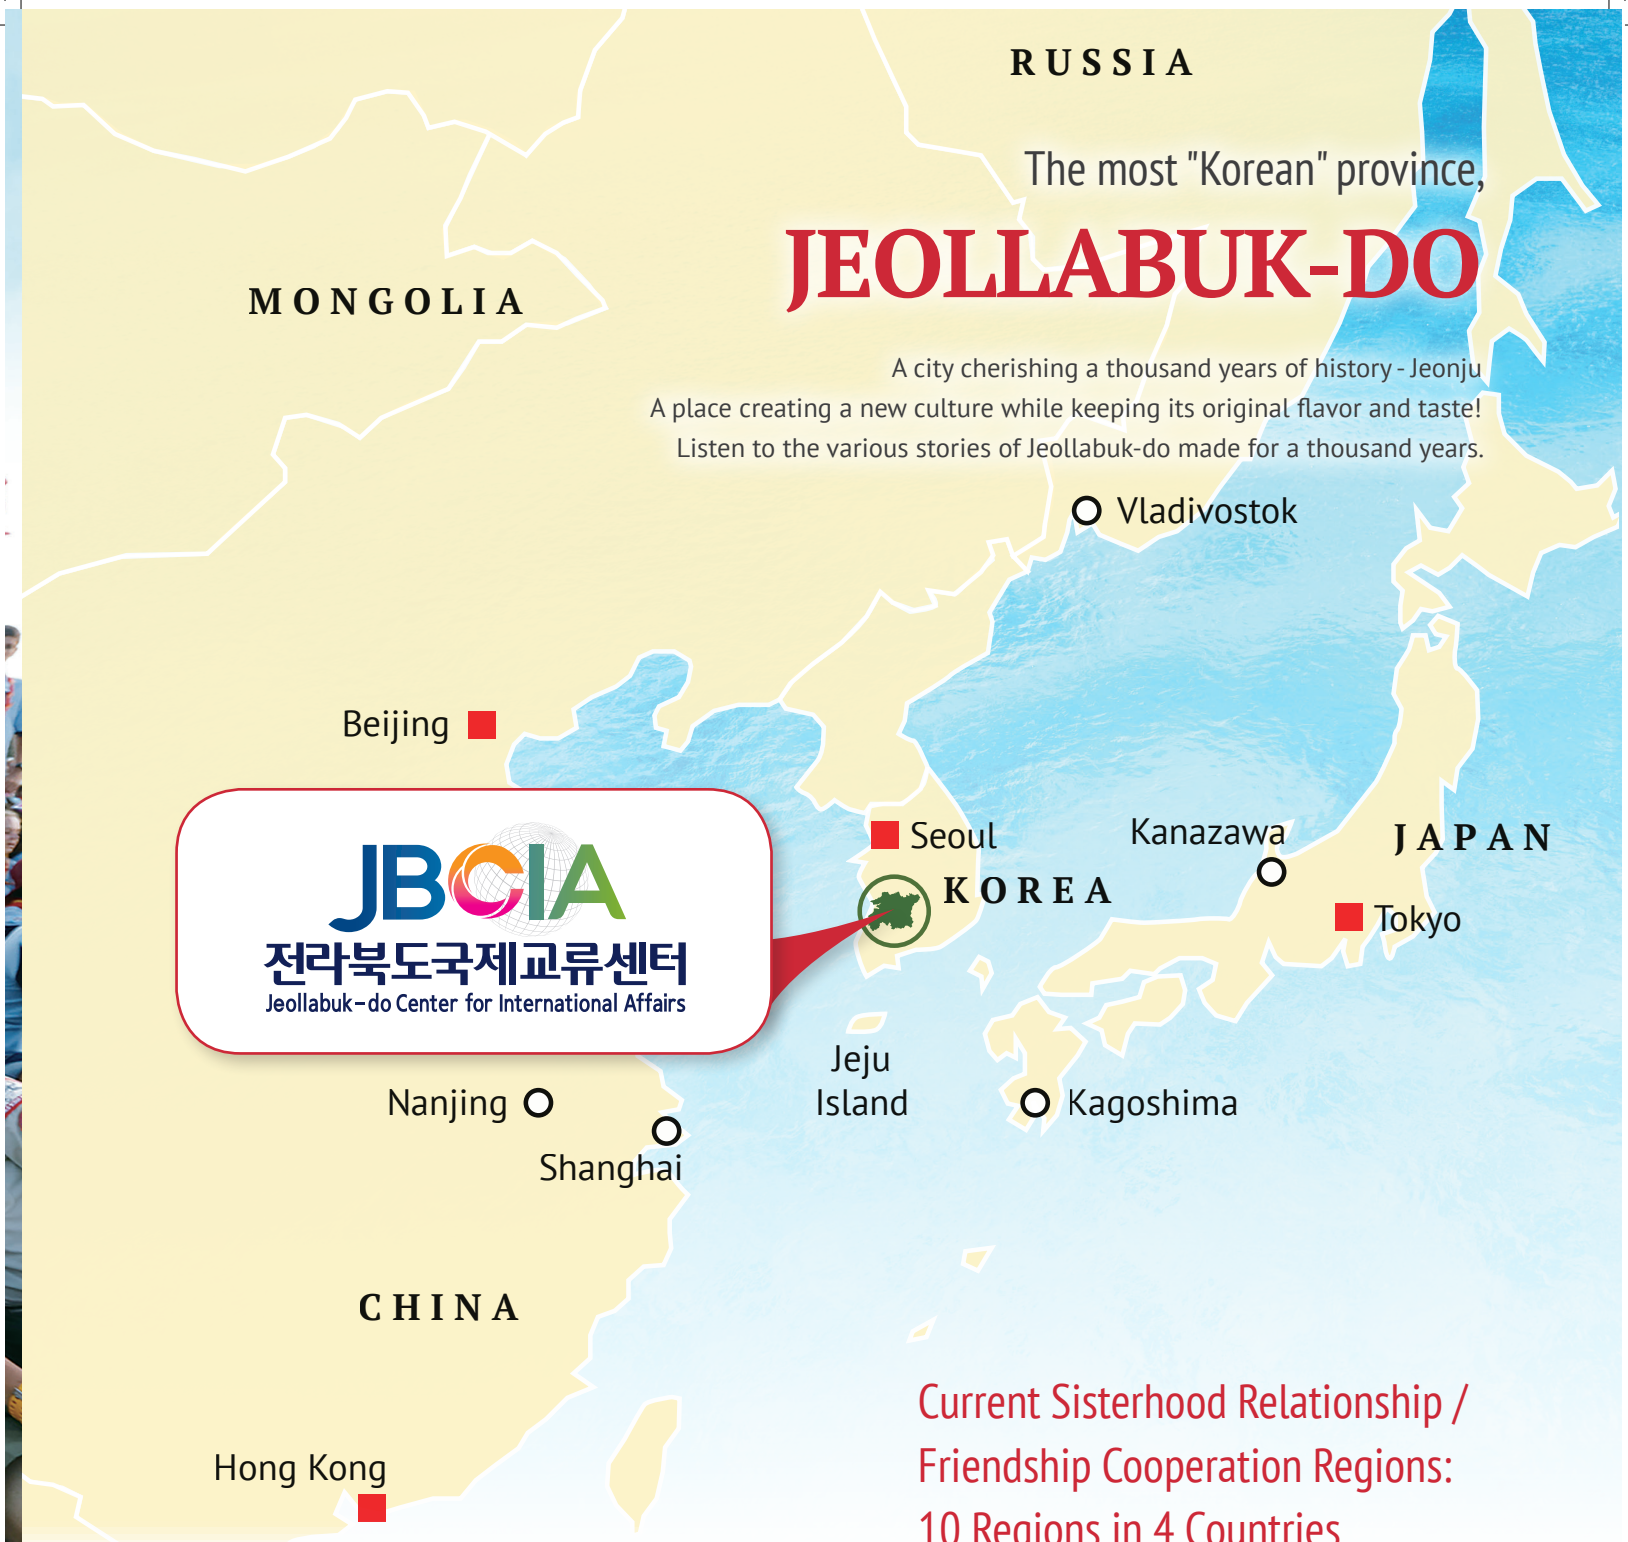 RUSSIA
The most "Korean" province,
JEOLLABUK-DO
MONGOLIA
A city cherishing a thousand years of history - Jeonju
A place creating a new culture while keeping its original flavor and taste!
Listen to the various stories of Jeollabuk-do made for a thousand years.
Vladivostok
Beijing
Seoul
Kanazawa
JAPAN
KOREA
Tokyo
JBCIA
전라북도국제교류센터
Jeollabuk-do Center for International Affairs
Jeju
Island
Nanjing
Kagoshima
Shanghai
CHINA
Current Sisterhood Relationship /
Friendship Cooperation Regions:
Hong Kong
10 Regions in 4 Countries